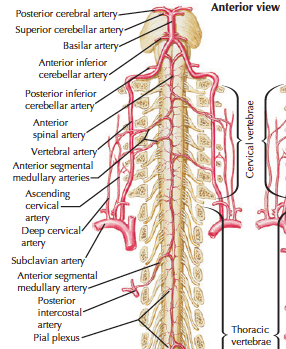 Anterior view
Posterior cerebral artery
Superior cerebellar artery
Basilar artery
Anterior inferior
cerebellar artery
Posterior inferior
cerebellar artery
Anterior
spinal artery
Vertebral artery
Anterior segmental
medullary arteries
Ascending
cervical
artery
Deep cervical
artery
Subclavian artery
Anterior segmental
medullary artery
Posterior
intercostal
artery
Pial plexus
Cervical vertebrae
Thoracic
vertebrae